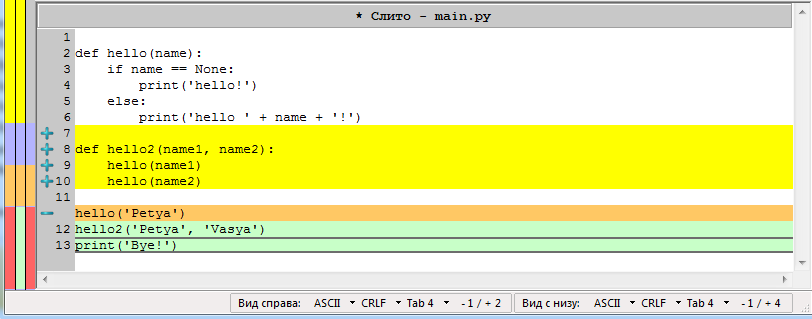 * Слито - main.py
1
2 def hello(name):
3     if name == None:
4         print('hello!')
5     else:
6         print('hello ' + name + '!')
7
8 def hello2(name1, name2):
9     hello(name1)
10     hello(name2)
11
hello('Petya')
12 hello2('Petya', 'Vasya')
13 print('Bye!')
Вид справа: ASCII CRLF Tab 4 - 1 / + 2 Вид с низу: ASCII CRLF Tab 4 - 1 / + 4